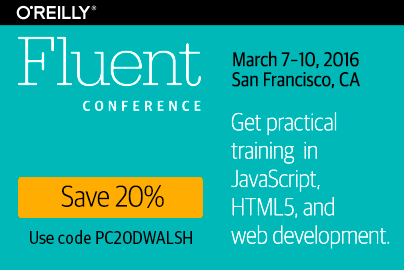 O'REILLY®
Fluent
CONFERENCE
March 7–10, 2016
San Francisco, CA
Get practical
training in
JavaScript,
HTML5, and
web development.
Save 20%
Use code PC20DWALSH